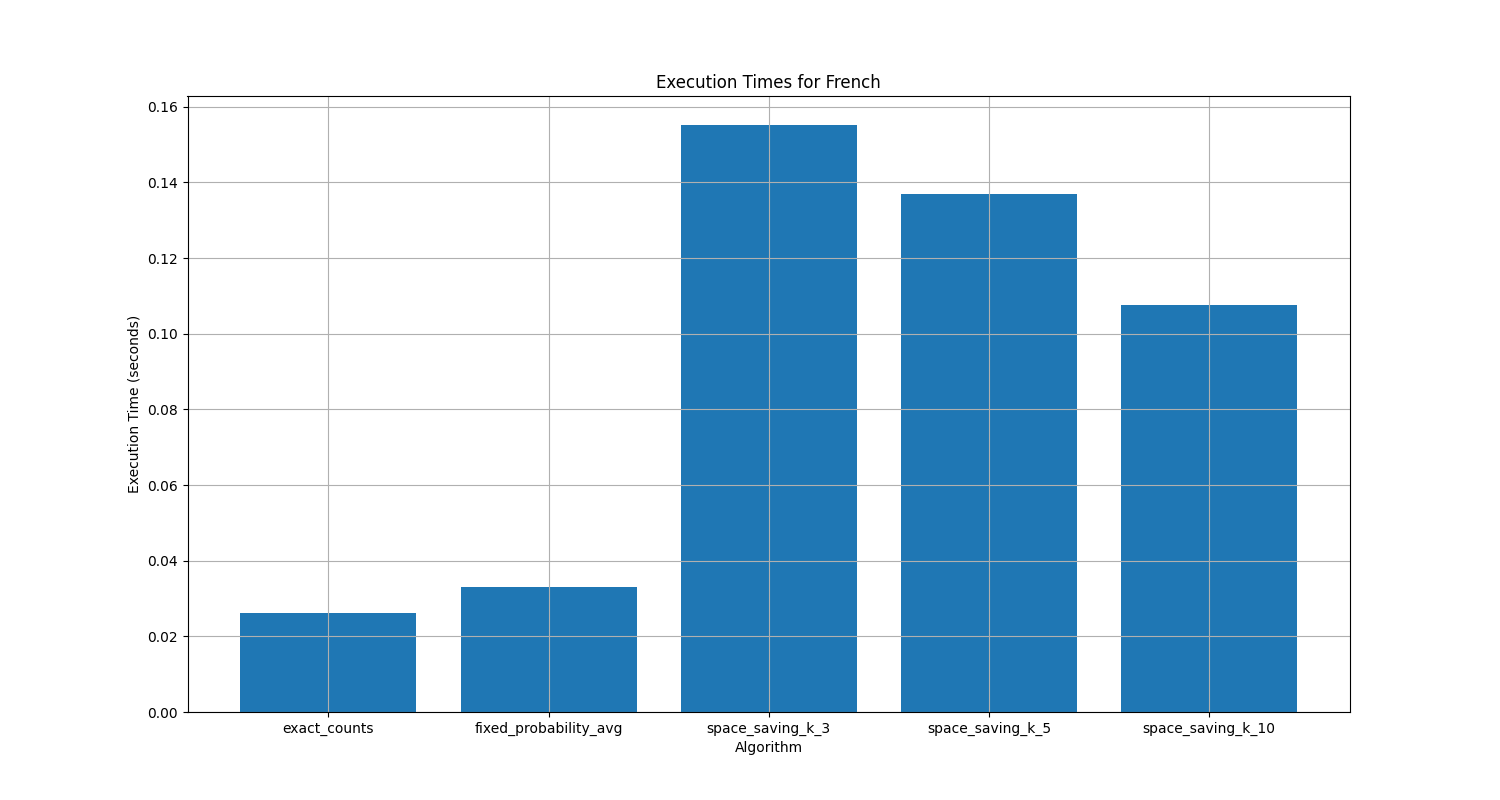 Execution Times for French
0.16
0.14
0.12
0.10
0.08
0.06
0.04
0.02
0.00
Execution Time (seconds)
exact_counts fixed_probability_avg space_saving_k_3 space_saving_k_5 space_saving_k_10
Algorithm